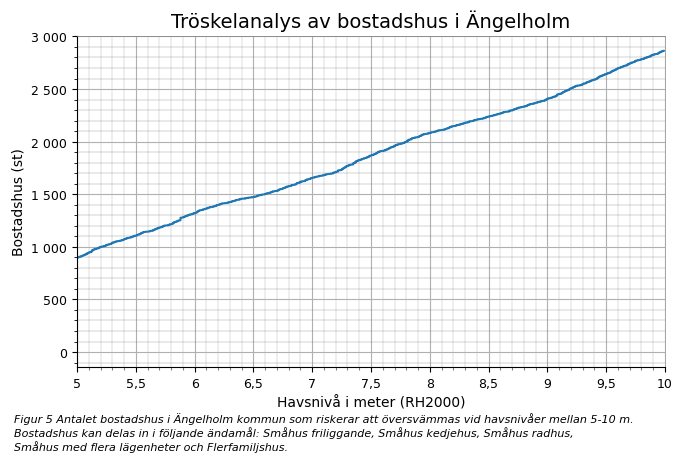 Tröskelanalys av bostadshus i Ängelholm
3 000
2 500
2 000
1 500
1 000
500
0
Bostadshus (st)
5 5,5 6 6,5 7 7,5 8 8,5 9 9,5 10
Havsnivå i meter (RH2000)
Figur 5 Antalet bostadshus i Ängelholm kommun som riskerar att översvämmas vid havsnivåer mellan 5-10 m.
Bostadshus kan delas in i följande ändamål: Småhus friliggande, Småhus kedjehus, Småhus radhus,
Småhus med flera lägenheter och Flerfamiljshus.